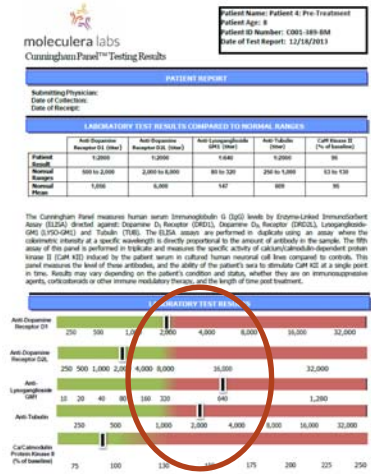 Patient Name: Patient 4: Pre-Treatment
Patient Age: 8
Patient ID Number: C001-389-BM
Date of Test Report: 12/18/2013
moleculera labs
Cunningham Panel™ Testing Results
PATIENT REPORT
Submitting Physician:
Date of Collection:
Date of Receipt:
LABORATORY TEST RESULTS COMPARED TO NORMAL RANGES
Anti-Dopamine Receptor D1 (titer) Anti-Dopamine Receptor D2L (titer) Anti-Lysoganglioside GM1 (titer) Anti-Tubulin (titer) CaM Kinase II (% of baseline)
Patient Result 1:2000 1:2000 1:640 1:2000 96
Normal Ranges 500 to 2,000 2,000 to 8,000 80 to 320 250 to 1,000 53 to 130
Normal Mean 1,056 6,000 147 609 95
The Cunningham Panel measures human serum Immunoglobulin G (IgG) levels by Enzyme-Linked ImmunoSorbent
Assay (ELISA) directed against: Dopamine D1 Receptor (DRD1), Dopamine D2L Receptor (DRD2L), Lysoganglioside-
GM1 (LYSO-GM1) and Tubulin (TUB). The ELISA assays are performed in duplicate using an assay where the
colorimetric intensity at a specific wavelength is directly proportional to the amount of antibody in the sample. The fifth
assay of this panel is performed in triplicate and measures the specific activity of calcium/calmodulin-dependent protein
kinase II (CaM KII) induced by the patient serum in cultured human neuronal cell lines compared to controls. This
panel measures the level of these antibodies, and the ability of the patient's sera to stimulate CaM KII at a single point
in time. Results may vary depending on the patient's condition and status, whether they are on immunosuppressive
agents, corticosteroids or other immune modulatory therapy, and the length of time post treatment.
LABORATORY TEST RESULTS
Anti-Dopamine
Receptor D1
250 500 1,000 2,000 4,000 8,000 16,000 32,000
Anti-Dopamine
Receptor D2L
250 500 1,000 2,000 4,000 8,000 16,000 32,000
Anti-
Lysoganglioside
GM1
10 20 40 80 160 320 640 1,280
Anti-Tubulin
250 500 1,000 2,000 4,000 8,000 16,000 32,000
Ca/Calmodulin
Protein Kinase II
(% of baseline)
75 100 130 175 200 225 250